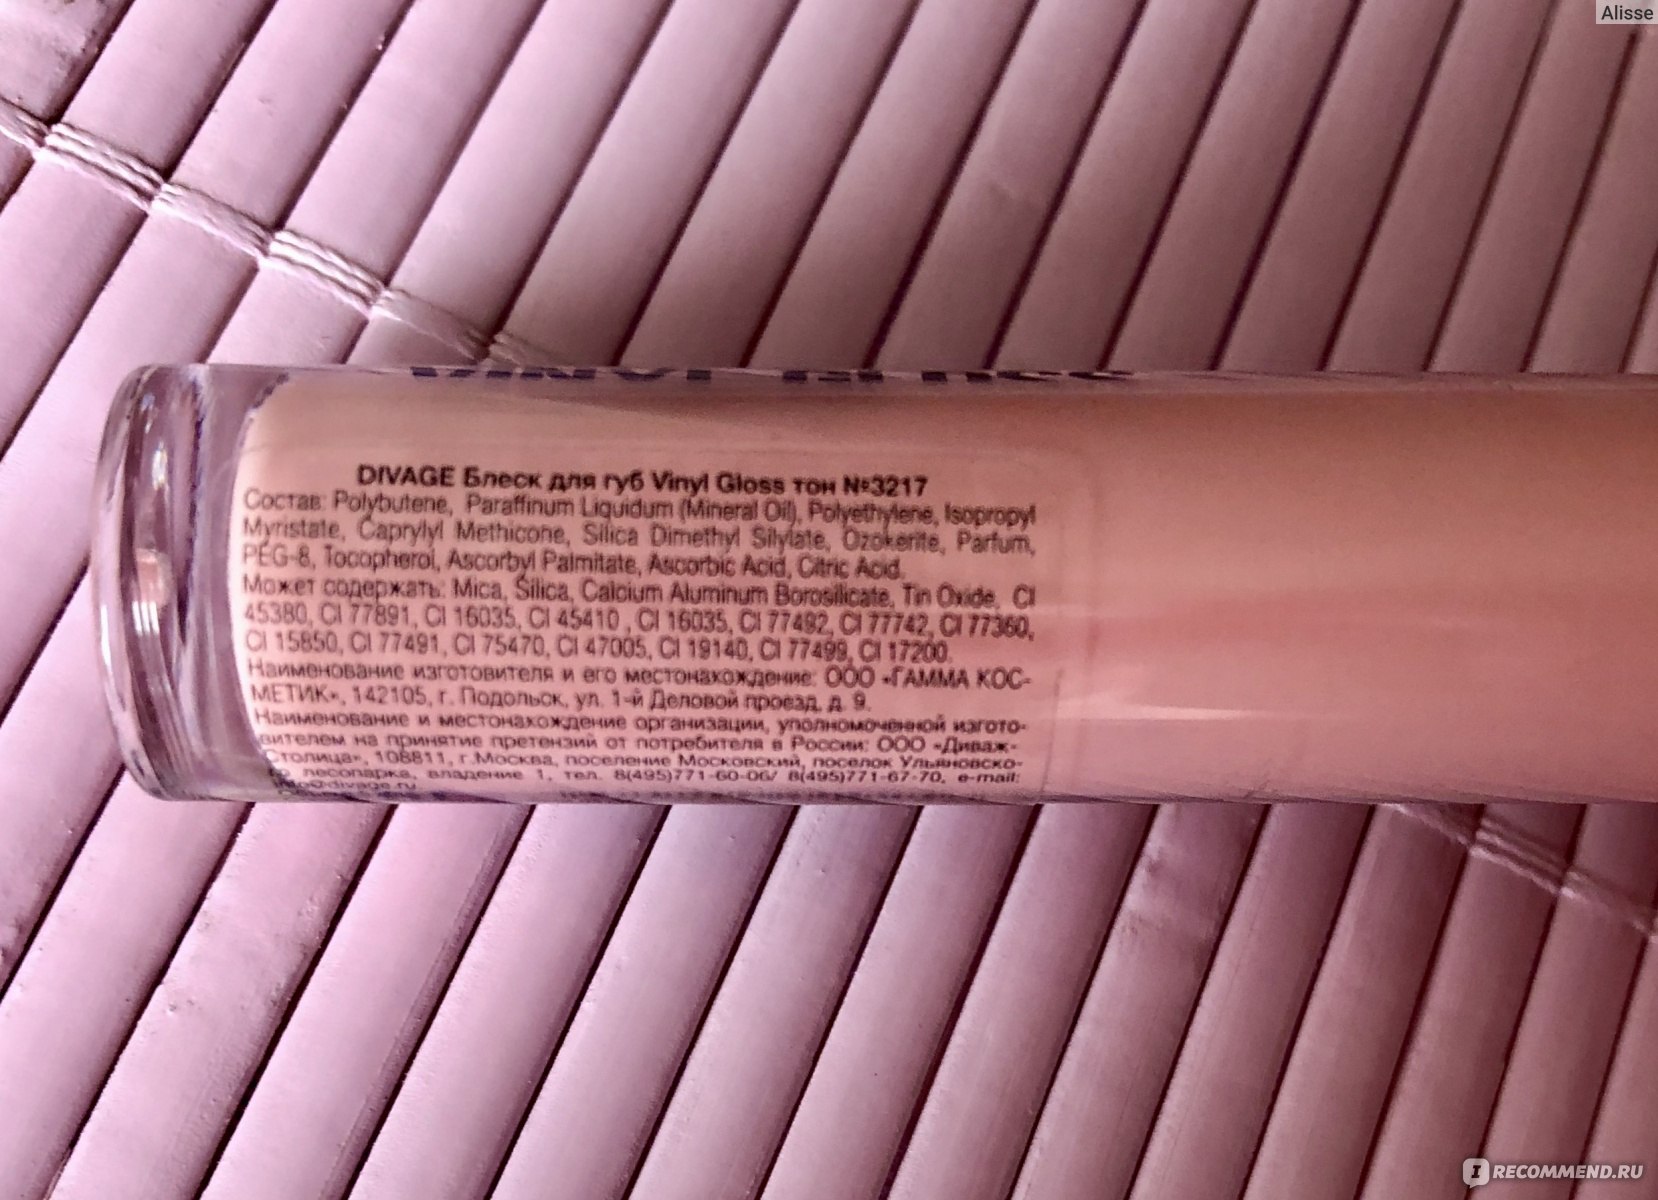 Alisse
DIVAGE Блеск для губ Vinyl Gloss тон №3217
Состав: Polybutene, Paraffinum Liquidum (Mineral Oil), Polyethylene, Isopropyl
Myristate, Caprylyl Methicone, Silica Dimethyl Silylate, Ozokerite, Parfum,
PEG-8, Tocopherol, Ascorbyl Palmitate, Ascorbic Acid, Citric Acid.
Может содержать: Mica, Silica, Calcium Aluminum Borosilicate, Tin Oxide, CI
45380, CI 77891, CI 16035, CI 45410 , CI 16035, CI 77492, CI 77742, CI 77360,
CI 15850, CI 77491, CI 75470, CI 47005, CI 19140, CI 77499, CI 17200.
Наименование изготовителя и его местонахождение: ООО «ГАММА КОС-
МЕТИК», 142105, г. Подольск, ул. 1-й Деловой проезд, д. 9.
Наименование и местонахождение организации, уполномоченной изгото-
вителем на принятие претензий от потребителя в России: ООО «Диваж-
Столица», 108811, г.Москва, поселение Московский, поселок Ульяновско-
го лесопарка, владение 1, тел. 8(495)771-60-06/ 8(495)771-67-70, e-mail:
info@divage.ru
IRECOMMEND.RU